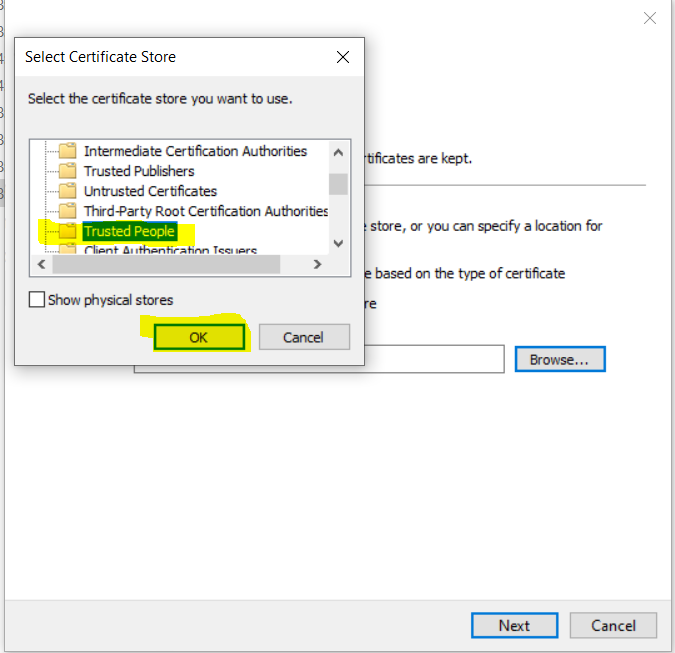 Select Certificate Store
Select the certificate store you want to use.
Intermediate Certification Authorities
Trusted Publishers
Untrusted Certificates
Third-Party Root Certification Authorities
Trusted People
Client Authentication Issuers
Show physical stores
OK
Cancel
rtificates are kept.
e store, or you can specify a location for
e based on the type of certificate
re
Browse...
Next
Cancel